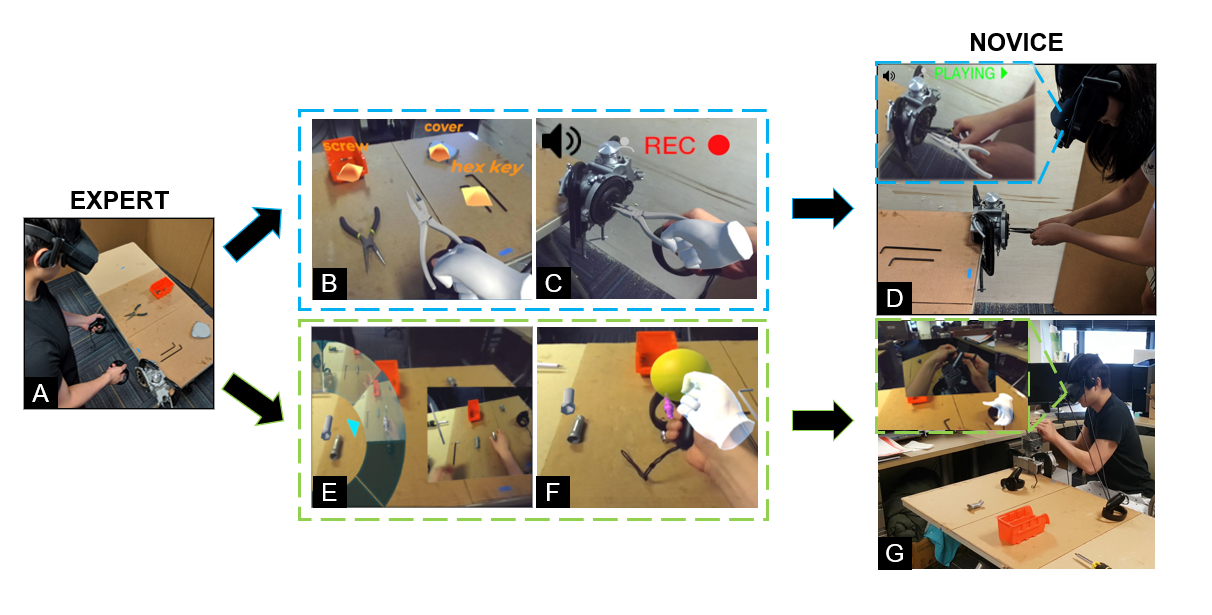 EXPERT
A
screw
cover
hex key
B
REC
C
E
F
NOVICE
PLAYING
D
G